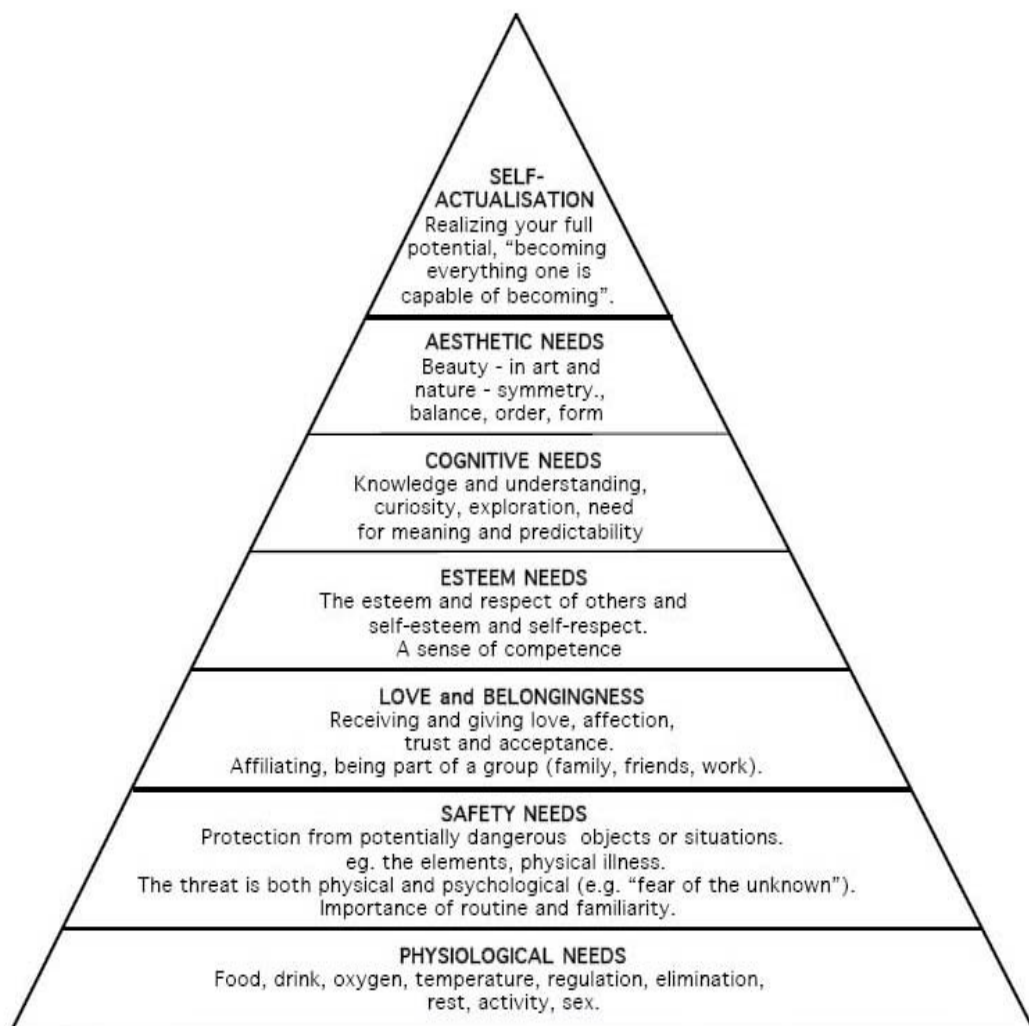 SELF-
ACTUALISATION
Realizing your full
potential, “becoming
everything one is
capable of becoming”.
AESTHETIC NEEDS
Beauty - in art and
nature - symmetry.,
balance, order, form
COGNITIVE NEEDS
Knowledge and understanding,
curiosity, exploration, need
for meaning and predictability
ESTEEM NEEDS
The esteem and respect of others and
self-esteem and self-respect.
A sense of competence
LOVE and BELONGINGNESS
Receiving and giving love, affection,
trust and acceptance.
Affiliating, being part of a group (family, friends, work).
SAFETY NEEDS
Protection from potentially dangerous objects or situations.
eg. the elements, physical illness.
The threat is both physical and psychological (e.g. “fear of the unknown”).
Importance of routine and familiarity.
PHYSIOLOGICAL NEEDS
Food, drink, oxygen, temperature, regulation, elimination,
rest, activity, sex.